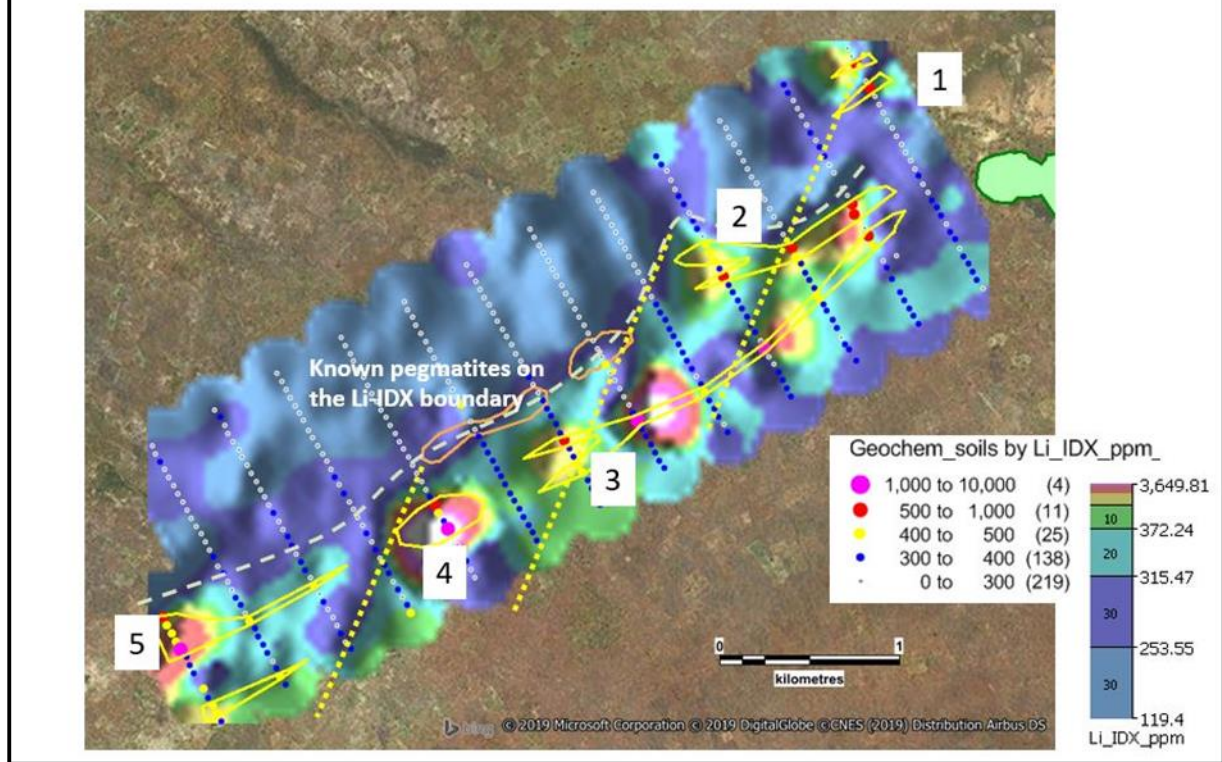 1
2
Known pegmatites on
the Li-IDX boundary
3
4
5
Geochem_soils by Li_IDX_ppm_
1,000 to 10,000 (4)
500 to 1,000 (11)
400 to 500 (25)
300 to 400 (138)
0 to 300 (219)
3,649.81
10
372.24
20
315.47
30
253.55
30
119.4
Li_IDX_ppm
0 1
kilometres
bing © 2019 Microsoft Corporation © 2019 DigitalGlobe ©CNES (2019) Distribution Airbus DS